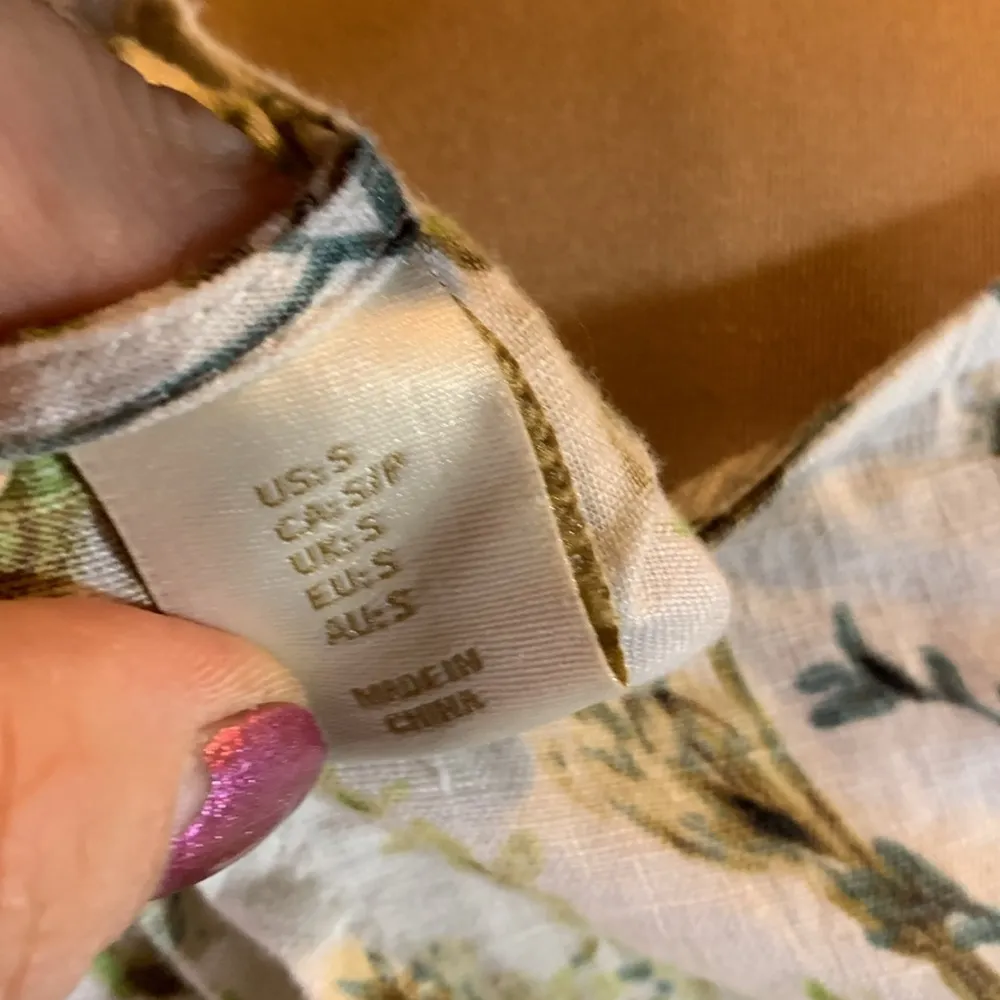 US: S
CA: S/P
UK: S
EU: S
AU: S
MADE IN
CHINA